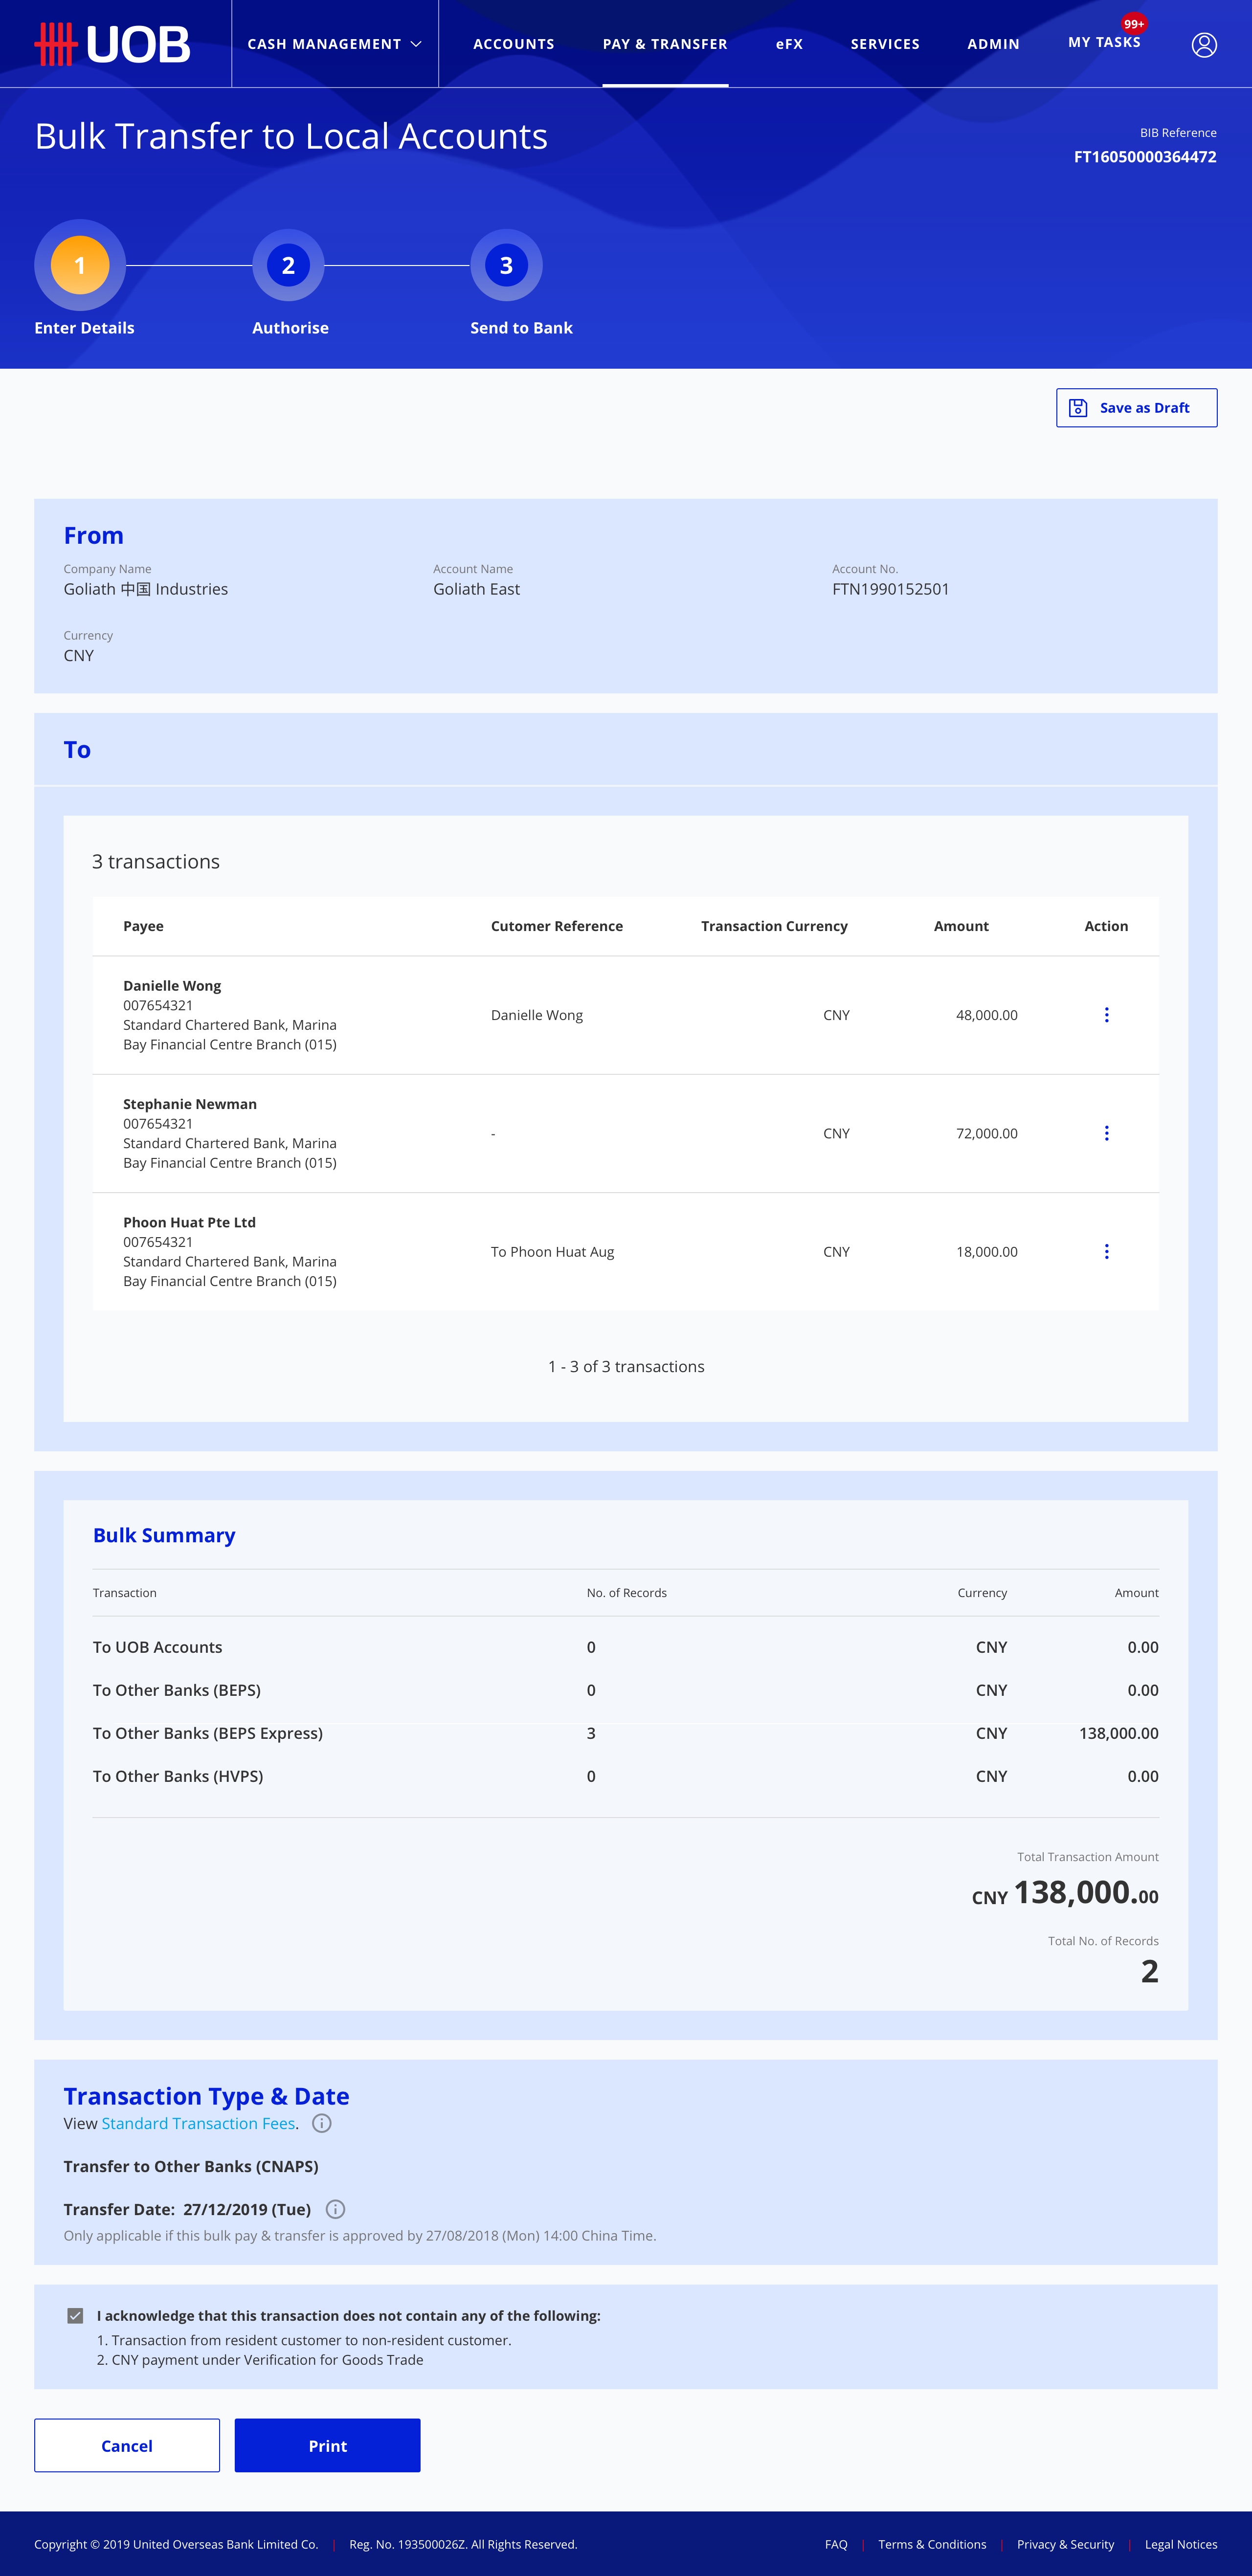 UOB
CASH MANAGEMENT ACCOUNTS PAY & TRANSFER eFX SERVICES ADMIN MY TASKS 99+
Bulk Transfer to Local Accounts
BIB Reference
FT16050000364472
1 2 3
Enter Details Authorise Send to Bank
Save as Draft
From
Company Name Account Name Account No.
Goliath 中国 Industries Goliath East FTN1990152501
Currency
CNY
To
3 transactions
Payee Cutomer Reference Transaction Currency Amount Action
Danielle Wong
007654321
Danielle Wong CNY 48,000.00
Standard Chartered Bank, Marina
Bay Financial Centre Branch (015)
Stephanie Newman
007654321
- CNY 72,000.00
Standard Chartered Bank, Marina
Bay Financial Centre Branch (015)
Phoon Huat Pte Ltd
007654321
To Phoon Huat Aug CNY 18,000.00
Standard Chartered Bank, Marina
Bay Financial Centre Branch (015)
1 - 3 of 3 transactions
Bulk Summary
Transaction No. of Records Currency Amount
To UOB Accounts 0 CNY 0.00
To Other Banks (BEPS) 0 CNY 0.00
To Other Banks (BEPS Express) 3 CNY 138,000.00
To Other Banks (HVPS) 0 CNY 0.00
Total Transaction Amount
CNY 138,000.00
Total No. of Records
2
Transaction Type & Date
View Standard Transaction Fees.
Transfer to Other Banks (CNAPS)
Transfer Date: 27/12/2019 (Tue)
Only applicable if this bulk pay & transfer is approved by 27/08/2018 (Mon) 14:00 China Time.
I acknowledge that this transaction does not contain any of the following:
1. Transaction from resident customer to non-resident customer.
2. CNY payment under Verification for Goods Trade
Cancel Print
Copyright © 2019 United Overseas Bank Limited Co. | Reg. No. 193500026Z. All Rights Reserved. FAQ | Terms & Conditions | Privacy & Security | Legal Notices